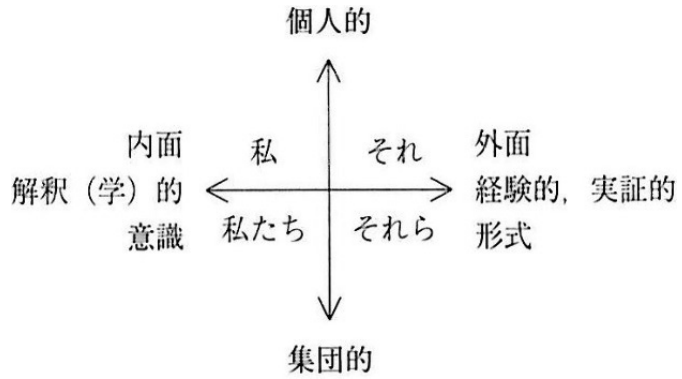 個人的
内面
私
それ
外面
解釈（学）的
経験的，実証的
意識
私たち
それら
形式
集団的